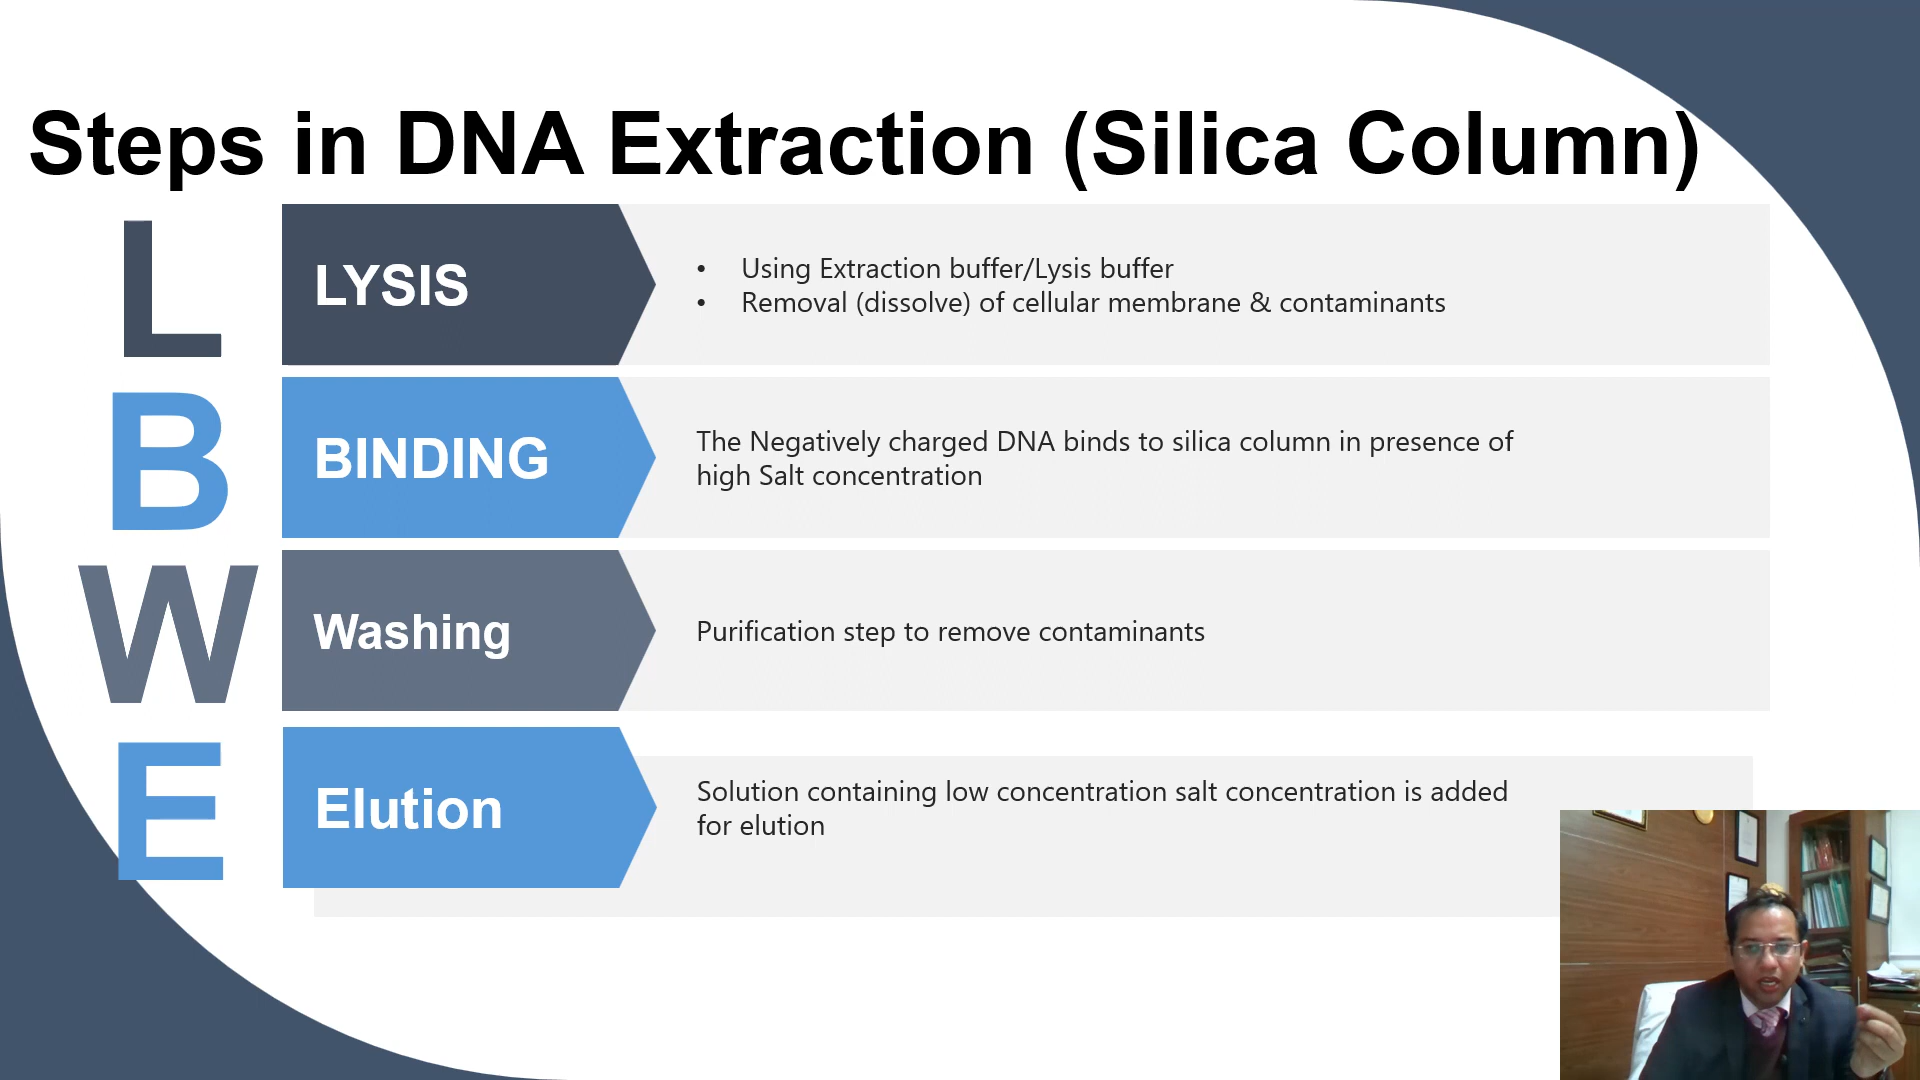 Steps in DNA Extraction (Silica Column)
L
LYSIS
• Using Extraction buffer/Lysis buffer
• Removal (dissolve) of cellular membrane & contaminants
B
BINDING
The Negatively charged DNA binds to silica column in presence of
high Salt concentration
W
Washing
Purification step to remove contaminants
E
Elution
Solution containing low concentration salt concentration is added
for elution